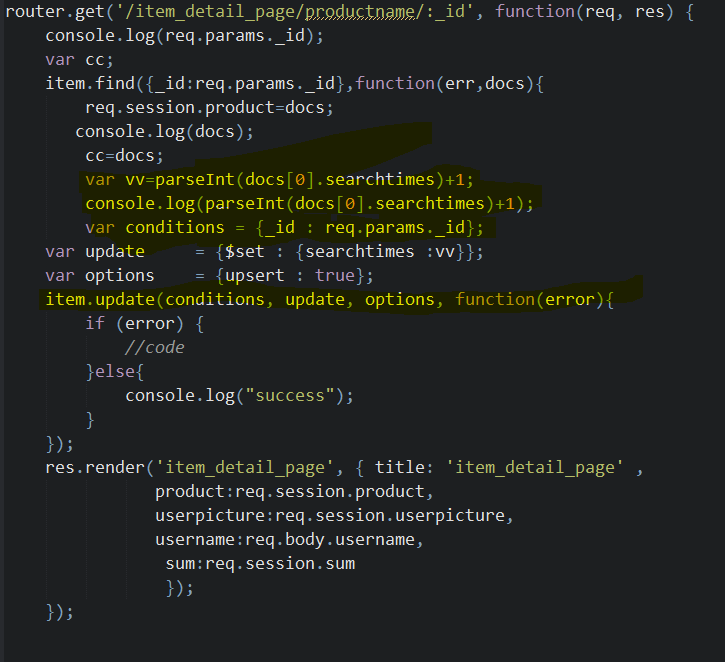 router.get('/item_detail_page/productname/:_id', function(req, res) {
    console.log(req.params._id);
    var cc;
    item.find({_id:req.params._id},function(err,docs){
        req.session.product=docs;
       console.log(docs);
        cc=docs;
        var vv=parseInt(docs[0].searchtimes)+1;
        console.log(parseInt(docs[0].searchtimes)+1);
        var conditions = {_id : req.params._id};
    var update     = {$set : {searchtimes :vv}};
    var options    = {upsert : true};
    item.update(conditions, update, options, function(error){
        if (error) {
            //code
        }else{
            console.log("success");
        }
    });
    res.render('item_detail_page', { title: 'item_detail_page' ,
               product:req.session.product,
               userpicture:req.session.userpicture,
               username:req.body.username,
                sum:req.session.sum
                });
    });